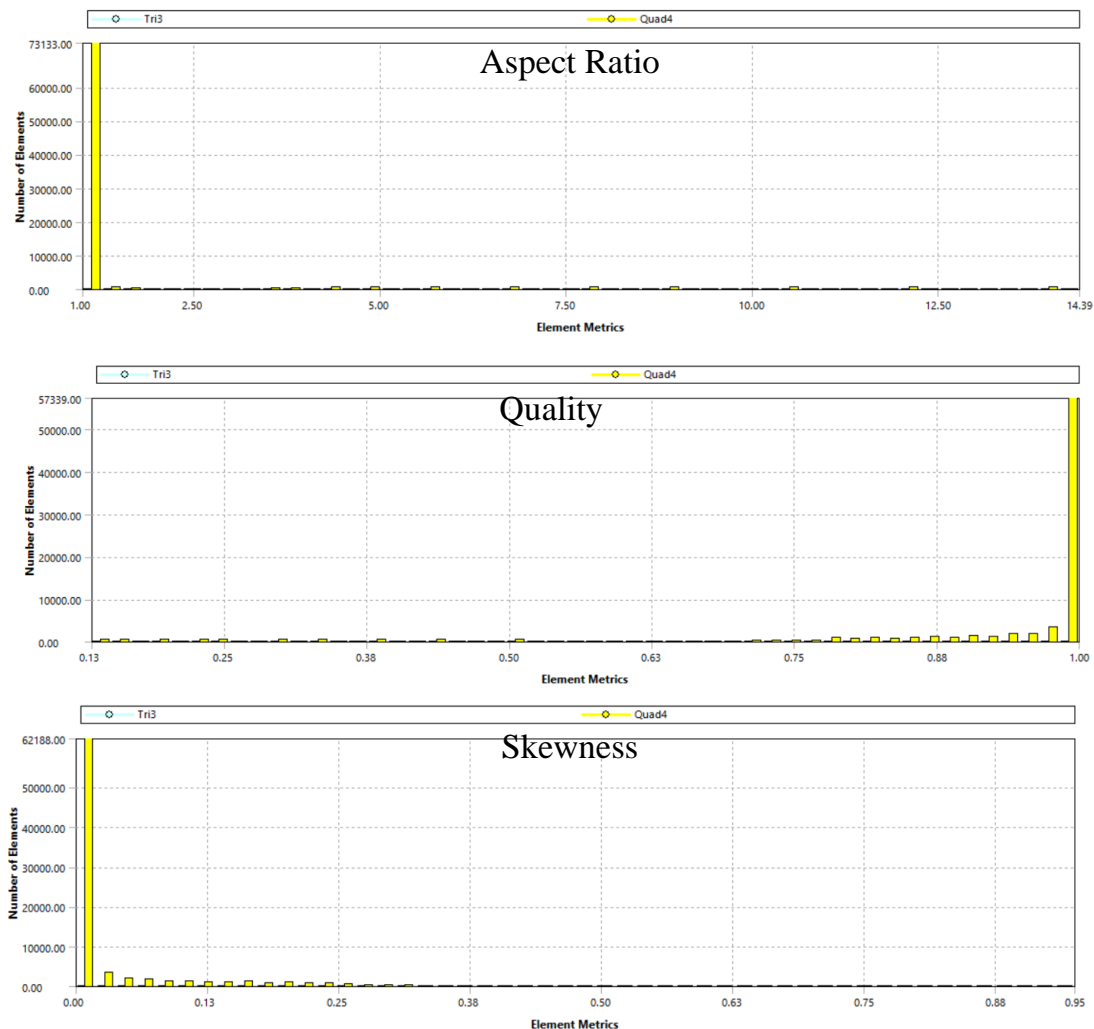 Tri3 Quad4
Aspect Ratio
73133.00
60000.00
50000.00
40000.00
30000.00
20000.00
10000.00
0.00
Number of Elements
1.00 2.50 5.00 7.50 10.00 12.50 14.39
Element Metrics
Tri3 Quad4
Quality
57339.00
50000.00
40000.00
30000.00
20000.00
10000.00
0.00
Number of Elements
0.13 0.25 0.38 0.50 0.63 0.75 0.88 1.00
Element Metrics
Tri3 Quad4
Skewness
62188.00
50000.00
40000.00
30000.00
20000.00
10000.00
0.00
Number of Elements
0.00 0.13 0.25 0.38 0.50 0.63 0.75 0.88 0.95
Element Metrics